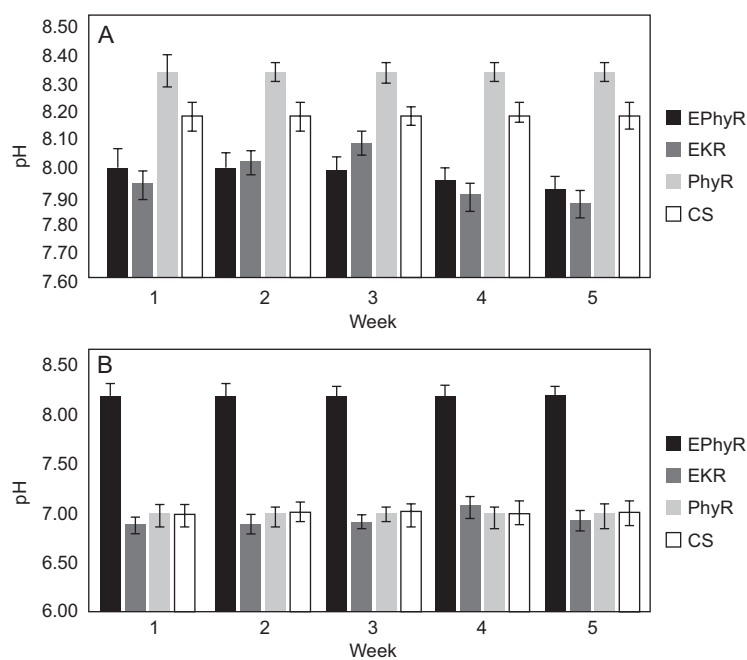 A
8.50
8.40
8.30
8.20
8.10
8.00
7.90
7.80
7.70
7.60
pH
1 2 3 4 5
Week
EPhyR
EKR
PhyR
CS
B
8.50
8.00
7.50
7.00
6.50
6.00
pH
1 2 3 4 5
Week
EPhyR
EKR
PhyR
CS